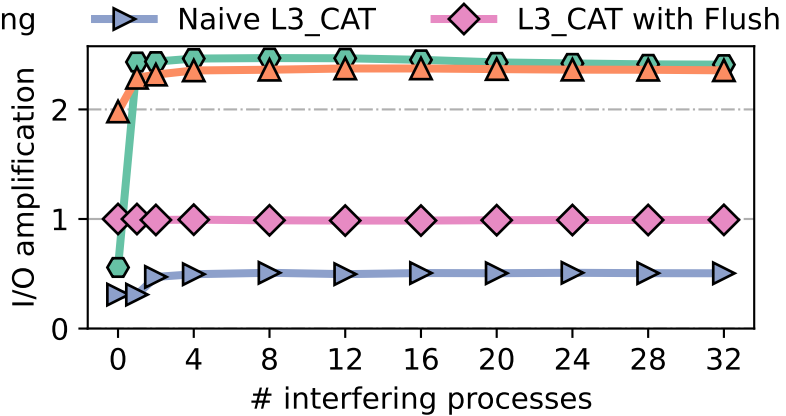 ng Naive L3_CAT L3_CAT with Flush
I/O amplification
2
1
0
0 4 8 12 16 20 24 28 32
# interfering processes